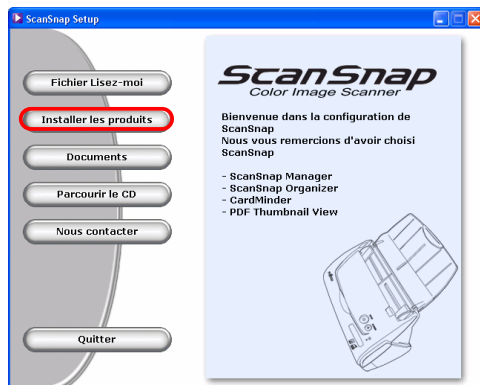 ScanSnap Setup
Fichier Lisez-moi
Installer les produits
Documents
Parcourir le CD
Nous contacter
Quitter
ScanSnap
Color Image Scanner
Bienvenue dans la configuration de
ScanSnap
Nous vous remercions d'avoir choisi
ScanSnap
- ScanSnap Manager
- ScanSnap Organizer
- CardMinder
- PDF Thumbnail View